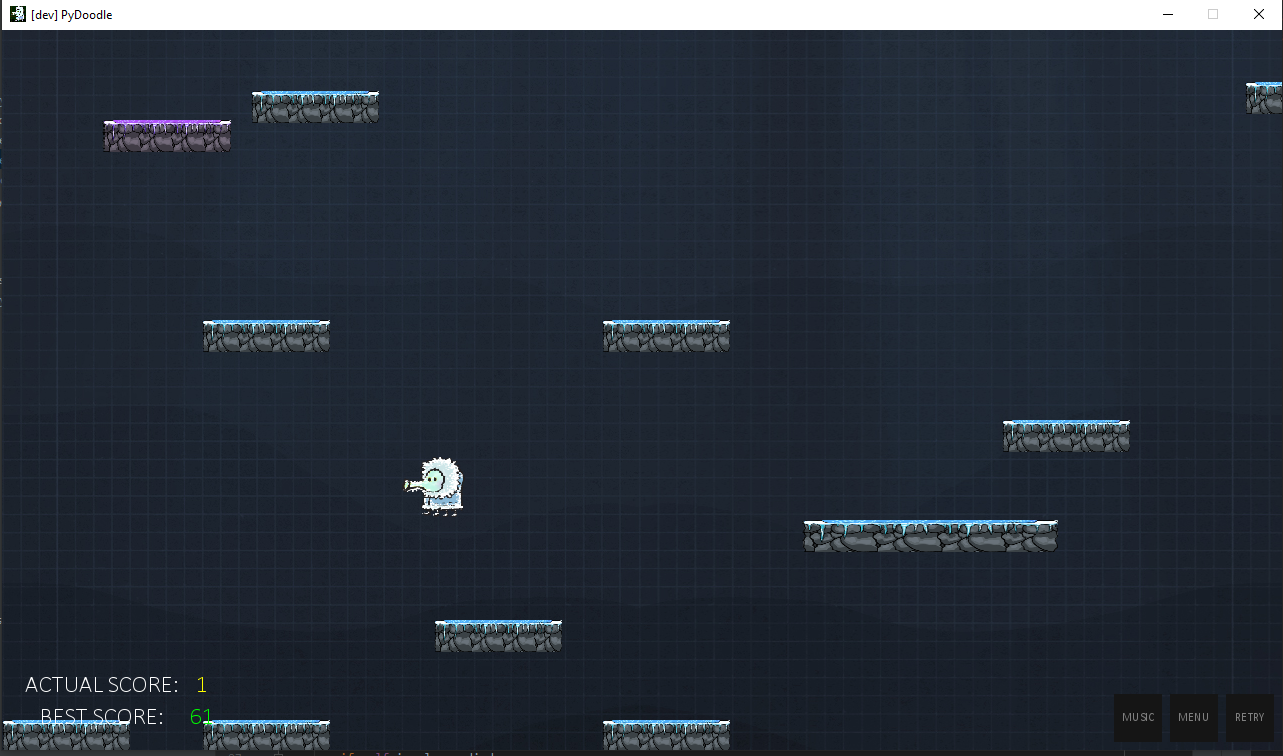 [dev] PyDoodle
ACTUAL SCORE: 1
BEST SCORE: 61
MUSIC MENU RETRY